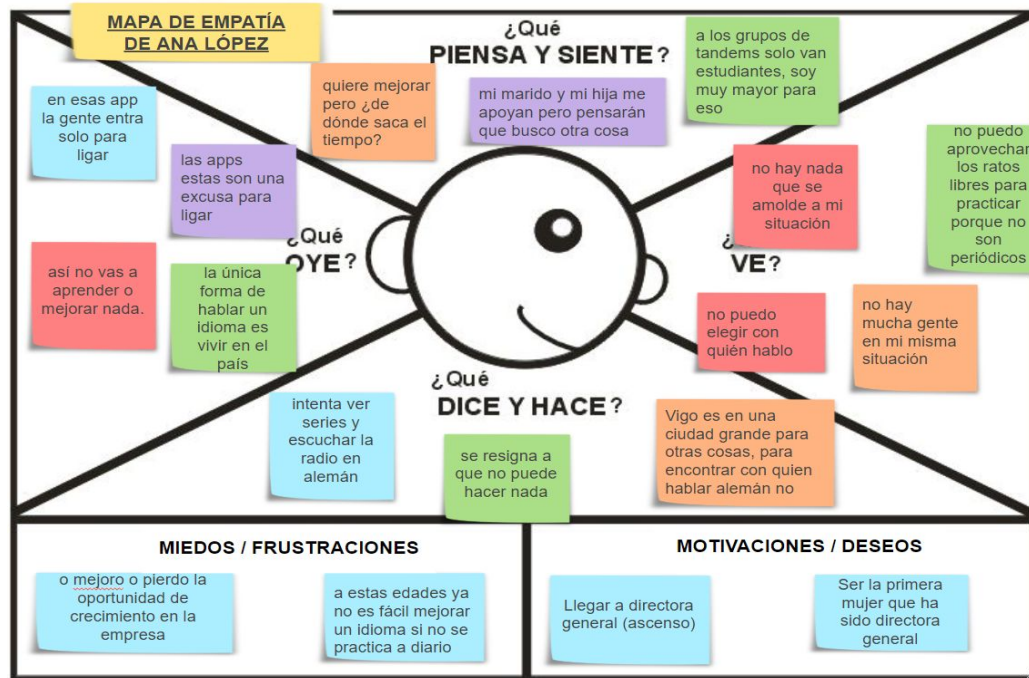 MAPA DE EMPATÍA
DE ANA LÓPEZ
¿Qué
PIENSA Y SIENTE?
quiere mejorar
pero ¿de
dónde saca el
tiempo?
mi marido y mi hija me
apoyan pero pensarán
que busco otra cosa
a los grupos de
tandems solo van
estudiantes, soy
muy mayor para
eso
en esas app
la gente entra
solo para
ligar
las apps
estas son una
excusa para
ligar
¿Qué
OYE?
así no vas a
aprender o
mejorar nada.
la única
forma de
hablar un
idioma es
vivir en el
país
no hay nada
que se
amolde a mi
situación
no puedo
aprovechar
los ratos
libres para
practicar
porque no
son
periódicos
¿
VE?
no puedo
elegir con
quién hablo
no hay
mucha gente
en mi misma
situación
¿Qué
DICE Y HACE?
intenta ver
series y
escuchar la
radio en
alemán
se resigna a
que no puede
hacer nada
Vigo es en una
ciudad grande para
otras cosas, para
encontrar con quien
hablar alemán no
MIEDOS / FRUSTRACIONES
o mejoro o pierdo la
oportunidad de
crecimiento en la
empresa
a estas edades ya
no es fácil mejorar
un idioma si no se
practica a diario
MOTIVACIONES / DESEOS
Llegar a directora
general (ascenso)
Ser la primera
mujer que ha
sido directora
general